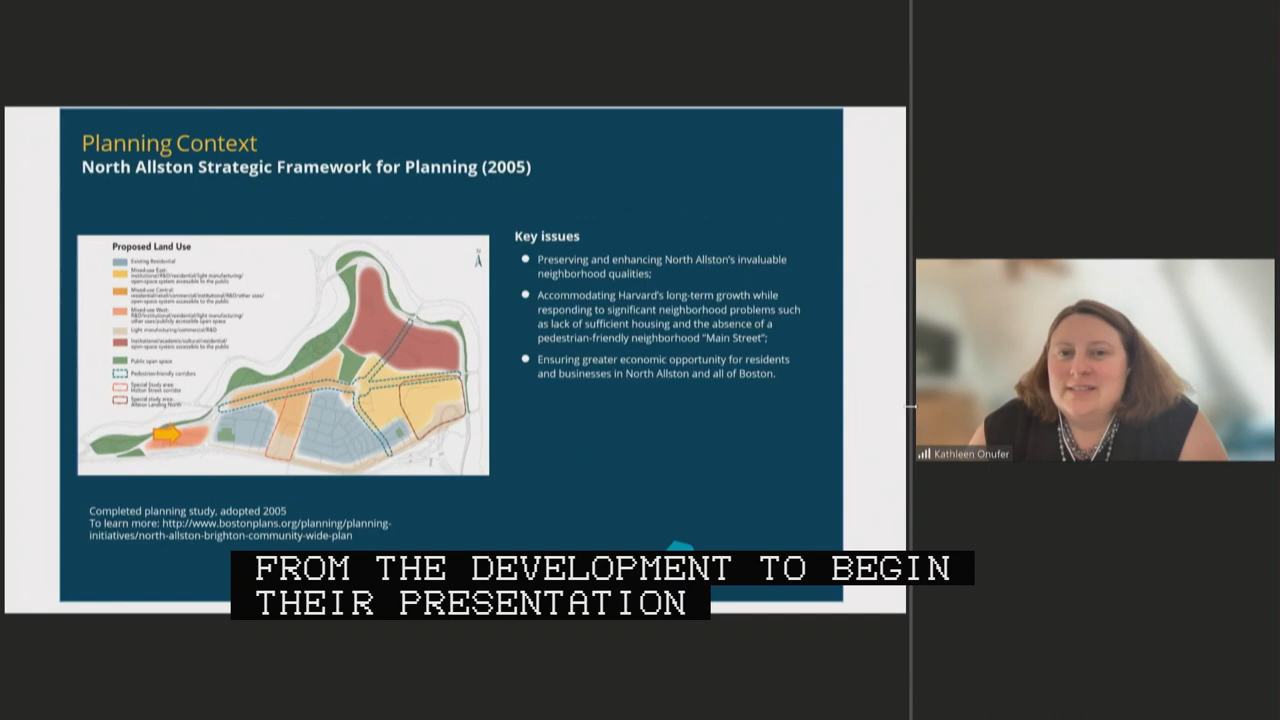 Planning Context
North Allston Strategic Framework for Planning (2005)
Proposed Land Use
Existing Residential
Mixed-use East:
institutional/R&D/residential/light manufacturing/
open-space system accessible to the public
Mixed-use Central:
residential/retail/commercial/institutional/R&D/other uses/
open-space system accessible to the public
Mixed-use West:
R&D/institutional/residential/light manufacturing/
other uses/publicly accessible open space
Light manufacturing/commercial/R&D
Institutional/academic/cultural/residential/
open-space system accessible to the public
Public open space
Pedestrian-friendly corridors
Special Study area:
Holton Street corridor
Special study area:
Allston Landing North
N
Key issues
Preserving and enhancing North Allston's invaluable
neighborhood qualities;
Accommodating Harvard's long-term growth while
responding to significant neighborhood problems such
as lack of sufficient housing and the absence of a
pedestrian-friendly neighborhood "Main Street";
Ensuring greater economic opportunity for residents
and businesses in North Allston and all of Boston.
Completed planning study, adopted 2005
To learn more: http://www.bostonplans.org/planning/planning-
initiatives/north-allston-brighton-community-wide-plan
Kathleen Onufer
FROM THE DEVELOPMENT TO BEGIN
THEIR PRESENTATION